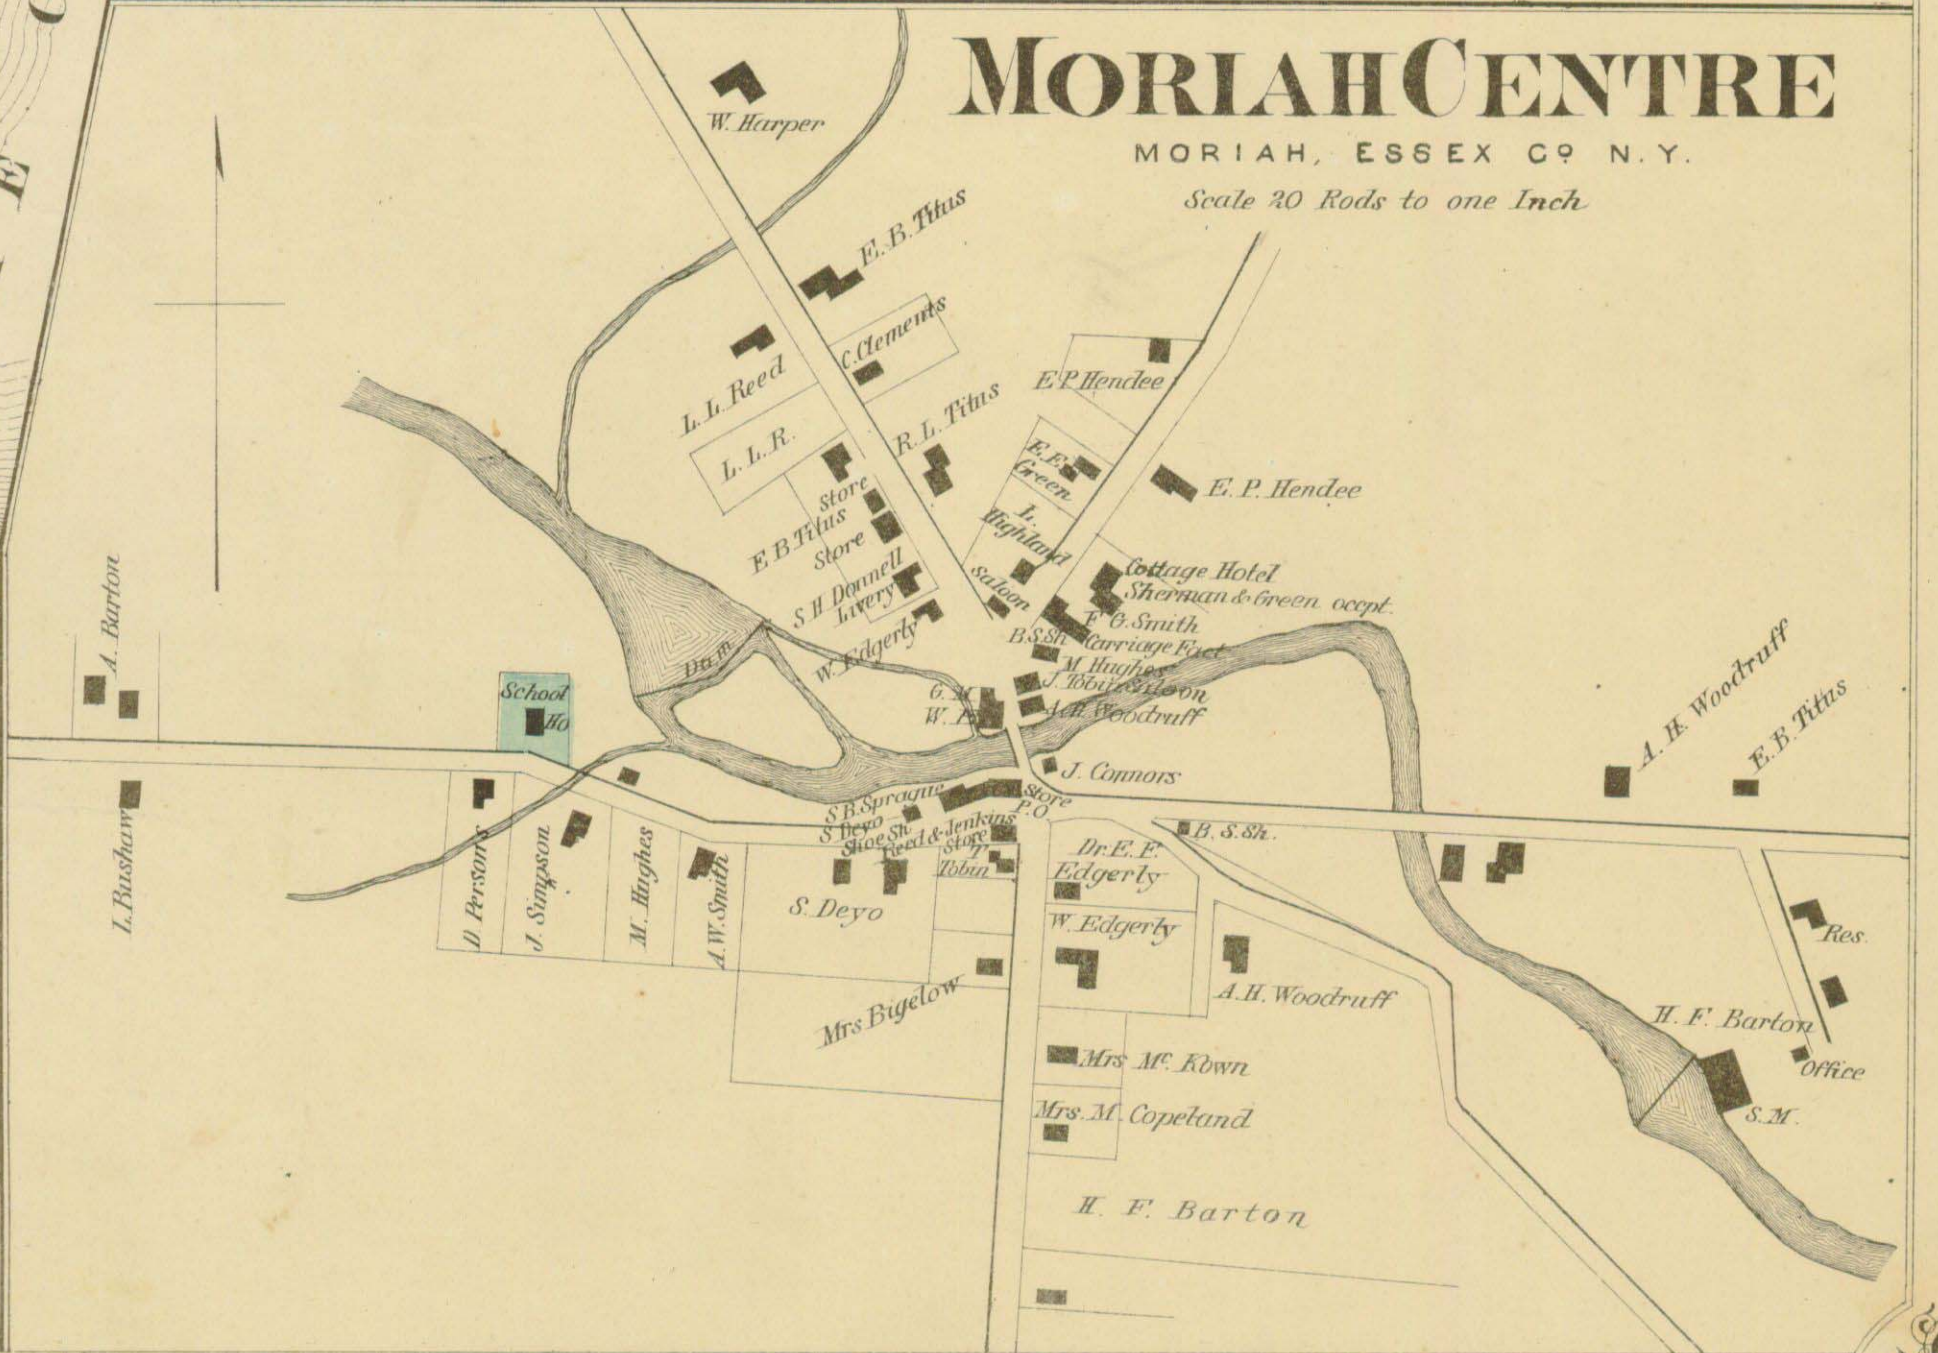 MORIAH CENTRE
MORIAH, ESSEX Co. N.Y.
Scale 20 Rods to one Inch
W. Harper
E. B. Titus
C. Clements
L. L. Reed
L. L. R.
R. L. Titus
E P Hendee
E. E.
Green
E. P. Hendee
L.
Highland
Store
E B Titus
Store
S H Donnell
Livery
W. Edgerly
Saloon
Cottage Hotel
Sherman & Green occpt.
F G. Smith
Carriage Fact.
B. S. Sh
M. Hughes
J. Tobin Saloon
A. H. Woodruff
G. M
W. P.
Dam
A. Barton
School
Ho
A. H. Woodruff
E. B. Titus
J. Connors
Store
P. O.
S B. Sprague
S. Deyo
Shoe Sh
Reed & Jenkins
Store
T
Tobin
B. S. Sh.
Dr. E. F.
Edgerly
W. Edgerly
L. Bushaw
D. Persons
J. Simpson
M. Hughes
A. W. Smith
S. Deyo
Mrs Bigelow
A. H. Woodruff
Res.
H. F. Barton
Office
S. M.
Mrs Mc. Kown
Mrs. M. Copeland
H. F. Barton
E